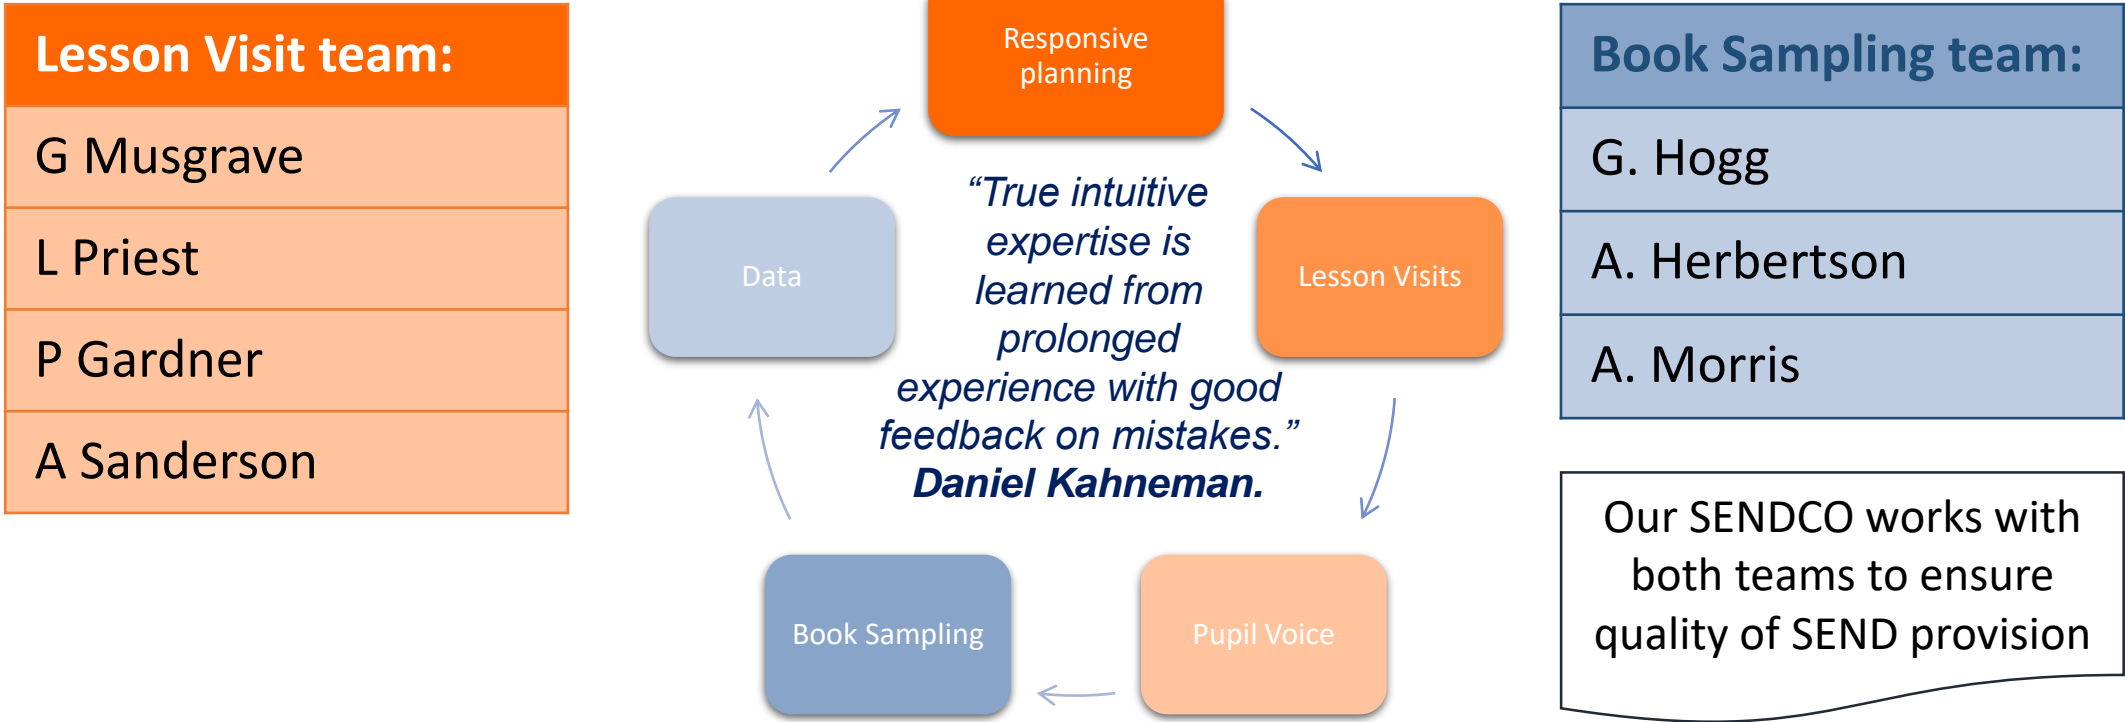 Lesson Visit team:
G Musgrave
L Priest
P Gardner
A Sanderson
Responsive
planning
Lesson Visits
Pupil Voice
Book Sampling
Data
“True intuitive
expertise is
learned from
prolonged
experience with good
feedback on mistakes.”
Daniel Kahneman.
Book Sampling team:
G. Hogg
A. Herbertson
A. Morris
Our SENDCO works with
both teams to ensure
quality of SEND provision